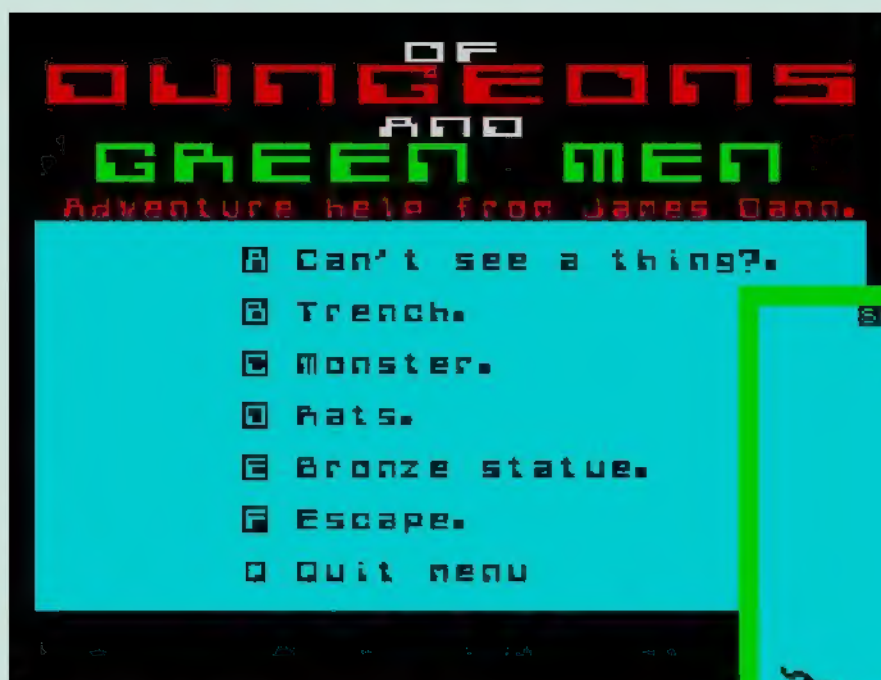 OF
DUNGEONS
AND
GREEN MEN
Adventure help from James Cann.
A Can't see a thing?.
B Trench.
C Monster.
D Rats.
E Bronze statue.
F Escape.
Q Quit menu